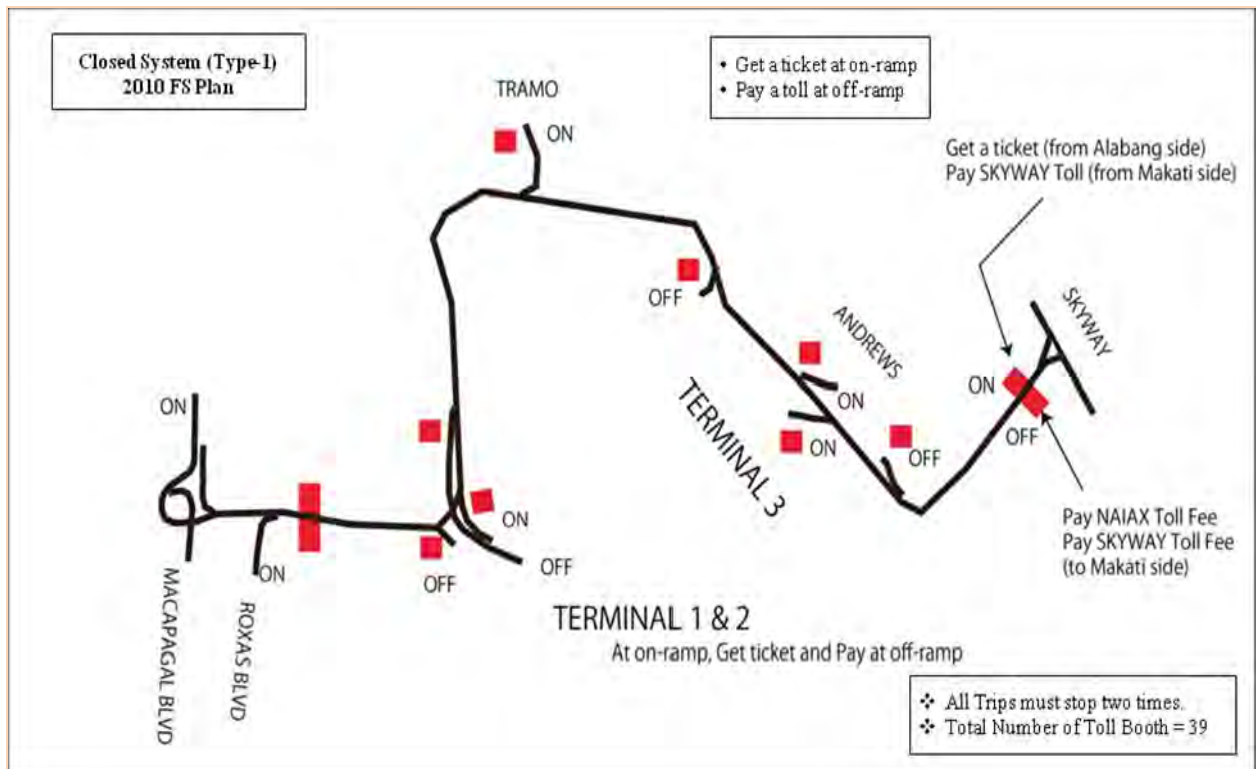 Closed System (Type-1)
2010 FS Plan
• Get a ticket at on-ramp
• Pay a toll at off-ramp
TRAMO
ON
Get a ticket (from Alabang side)
Pay SKYWAY Toll (from Makati side)
OFF
ANDREWS
SKYWAY
ON
ON
TERMINAL 3
ON
OFF
OFF
ON
ON
OFF
OFF
ON
MACAPAGAL BLVD
ROXAS BLVD
Pay NAIAX Toll Fee
Pay SKYWAY Toll Fee
(to Makati side)
TERMINAL 1 & 2
At on-ramp, Get ticket and Pay at off-ramp
❖ All Trips must stop two times.
❖ Total Number of Toll Booth = 39